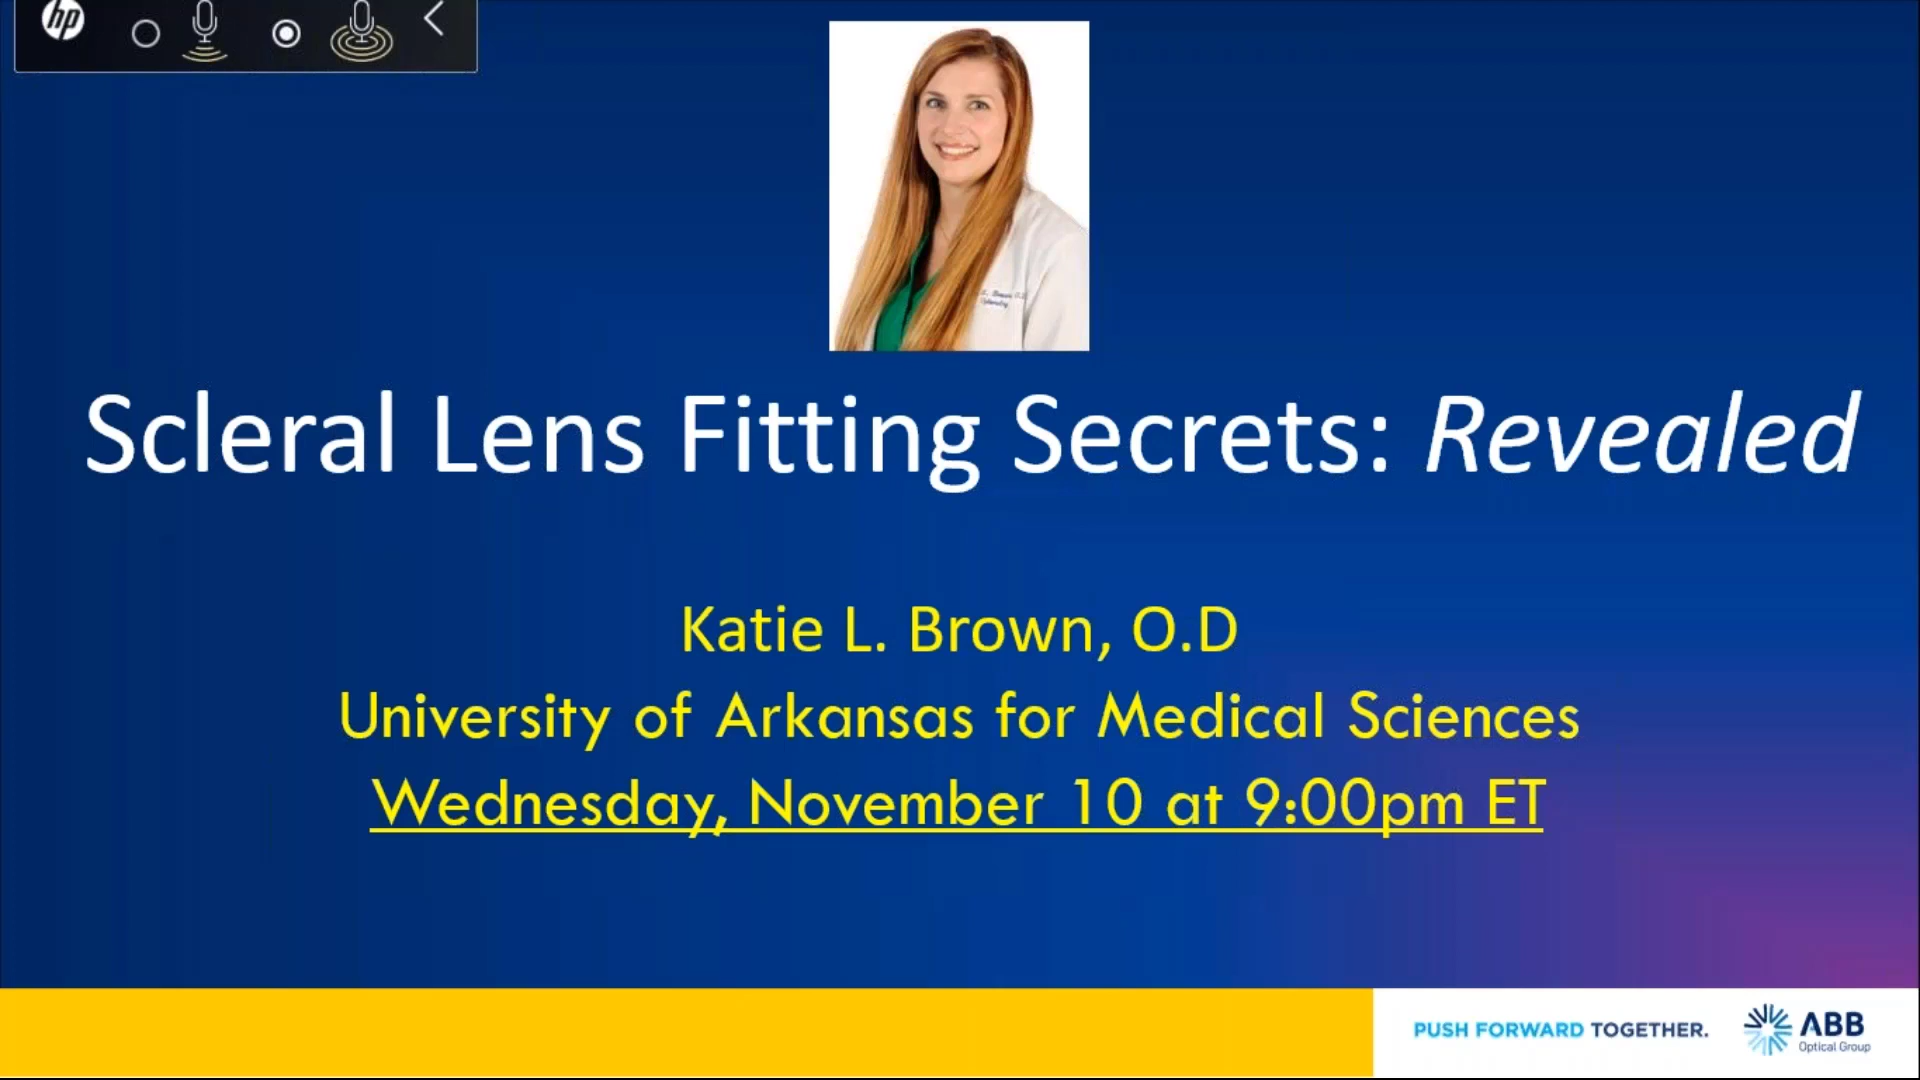 hp
Scleral Lens Fitting Secrets: Revealed
Katie L. Brown, O.D
University of Arkansas for Medical Sciences
Wednesday, November 10 at 9:00pm ET
PUSH FORWARD TOGETHER.
ABB
Optical Group